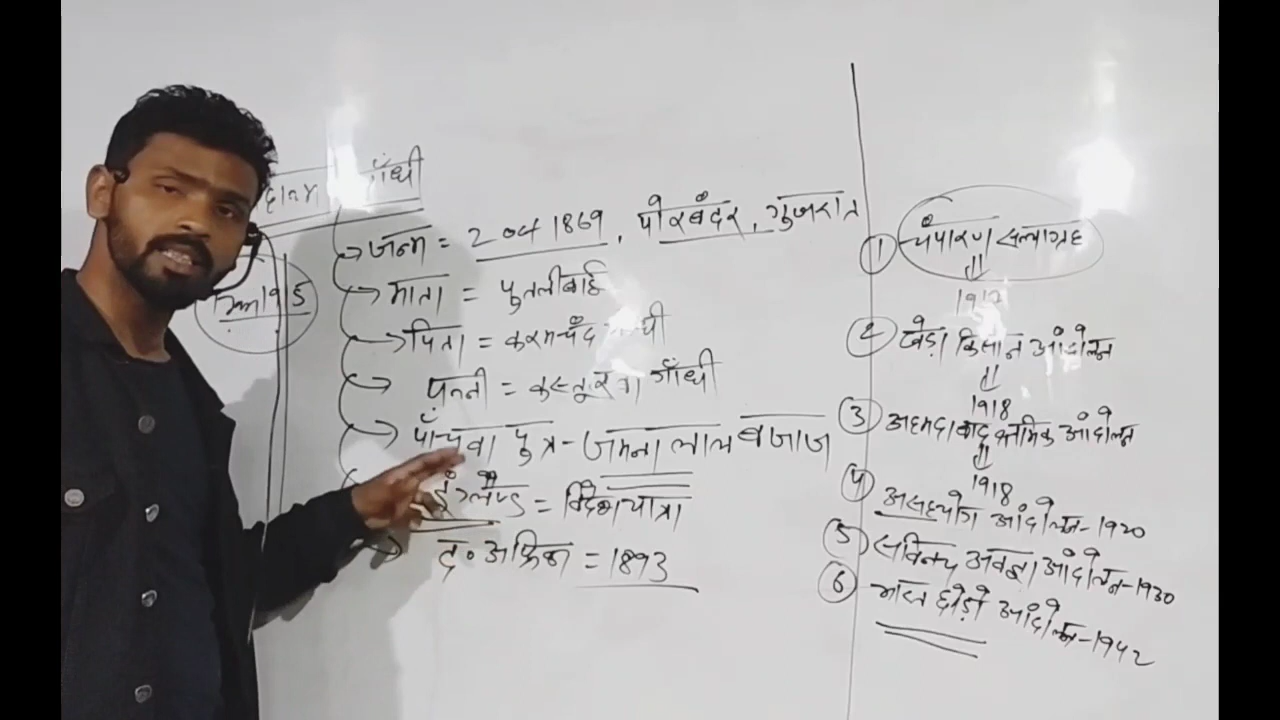 गाँधी
जन्म = 2 oct 1869, पोरबंदर, गुजरात
माता = पुतलीबाई
पिता = करमचंद
पत्नी = कस्तूरबा गाँधी
पाँचवा पुत्र - जमना लाल बजाज
इंग्लैण्ड = विदेश यात्रा
द॰ अफ्रिका = 1893
1 चंपारण सत्याग्रह
2 खेड़ा किसान आंदोलन
1918
3 अहमदाबाद श्रमिक आंदोलन
1918
4 असहयोग आंदोलन - 1920
5 सविनय अवज्ञा आंदोलन - 1930
6 भारत छोड़ो आंदोलन - 1942